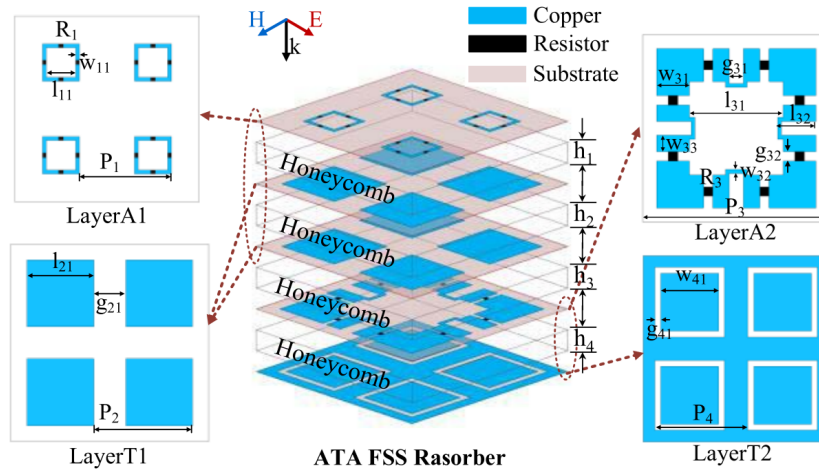 H
E
k
Copper
Resistor
Substrate
R₁
w₁₁
l₁₁
P₁
LayerA1
l₂₁
g₂₁
P₂
LayerT1
Honeycomb
Honeycomb
Honeycomb
Honeycomb
h₁
h₂
h₃
h₄
ATA FSS Rasorber
w₃₁
g₃₁
l₃₁
l₃₂
w₃₃
g₃₂
R₃
w₃₂
P₃
LayerA2
w₄₁
g₄₁
P₄
LayerT2